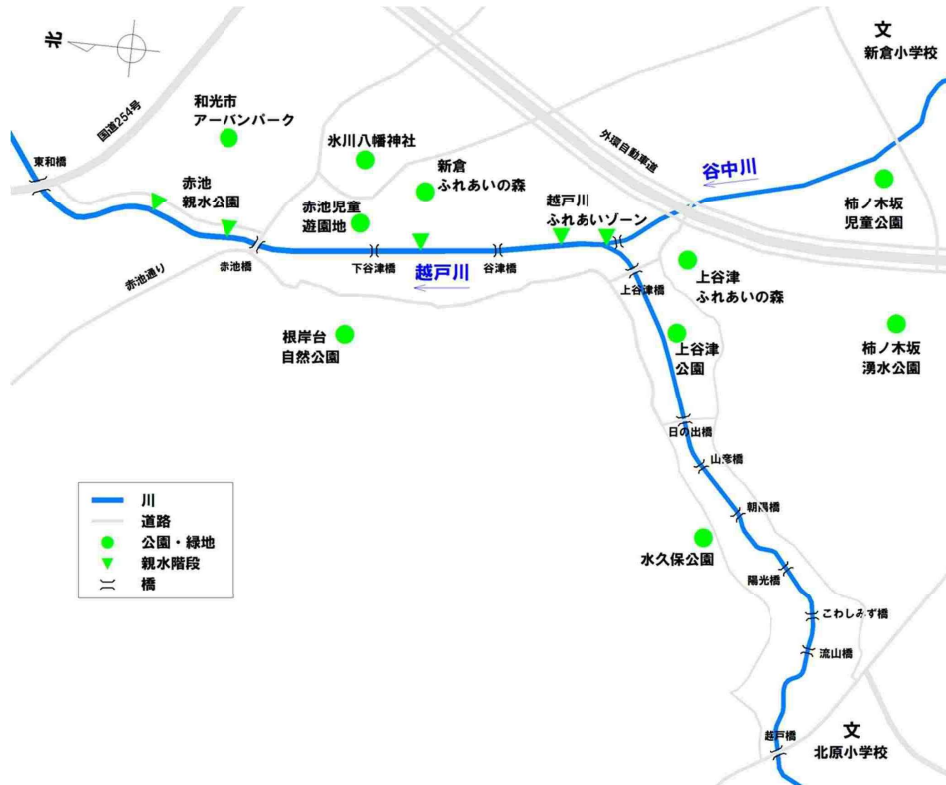 北
国道254号
和光市
アーバンパーク
氷川八幡神社
新倉
ふれあいの森
外環自動車道
文
新倉小学校
谷中川
東和橋
赤池
親水公園
赤池児童
遊園地
越戸川
ふれあいゾーン
柿ノ木坂
児童公園
赤池通り
赤池橋
下谷津橋
越戸川
谷津橋
上谷津橋
上谷津
ふれあいの森
根岸台
自然公園
上谷津
公園
柿ノ木坂
湧水公園
日の出橋
山彦橋
朝陽橋
水久保公園
陽光橋
こわしみず橋
流山橋
越戸橋
文
北原小学校
川
道路
公園・緑地
親水階段
橋